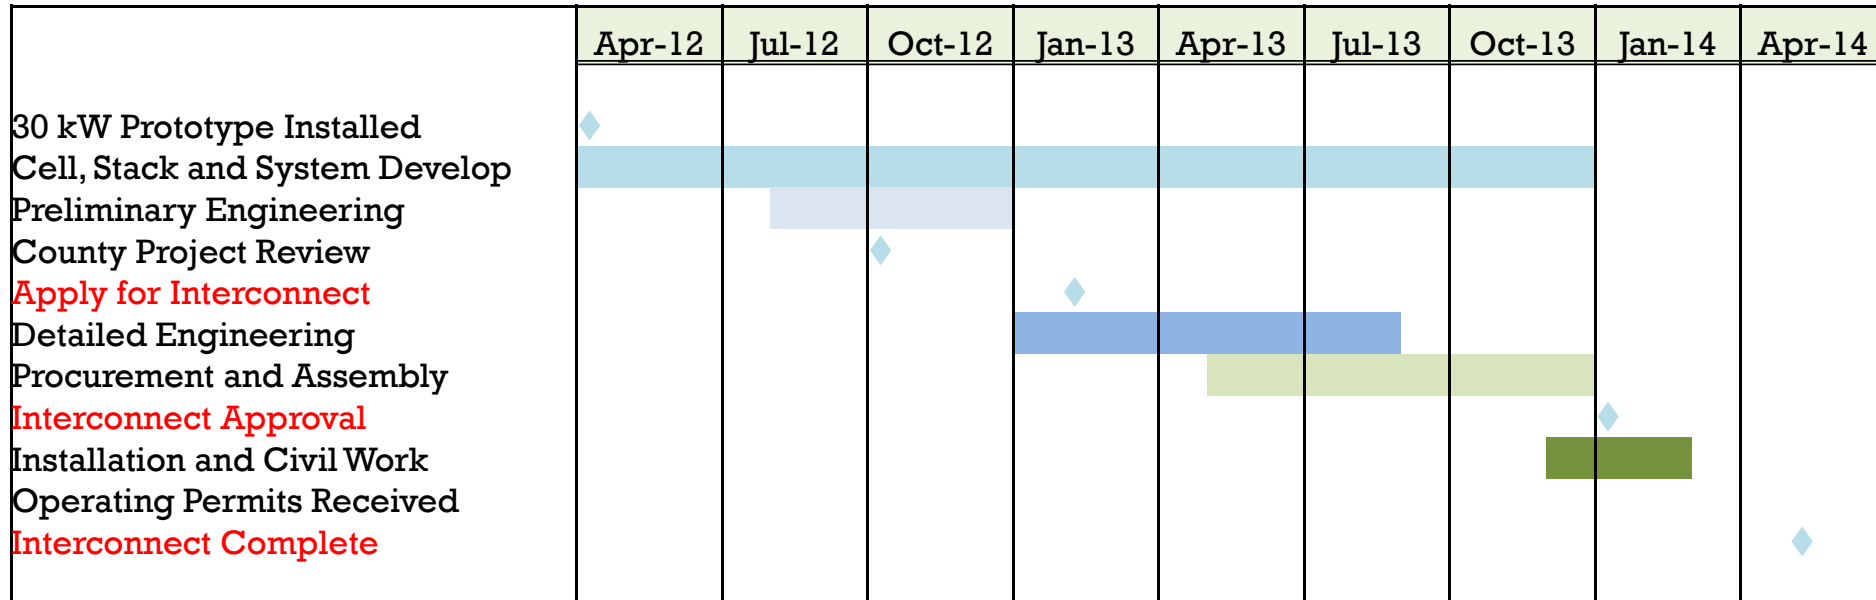 Apr-12 Jul-12 Oct-12 Jan-13 Apr-13 Jul-13 Oct-13 Jan-14 Apr-14
30 kW Prototype Installed
Cell, Stack and System Develop
Preliminary Engineering
County Project Review
Apply for Interconnect
Detailed Engineering
Procurement and Assembly
Interconnect Approval
Installation and Civil Work
Operating Permits Received
Interconnect Complete